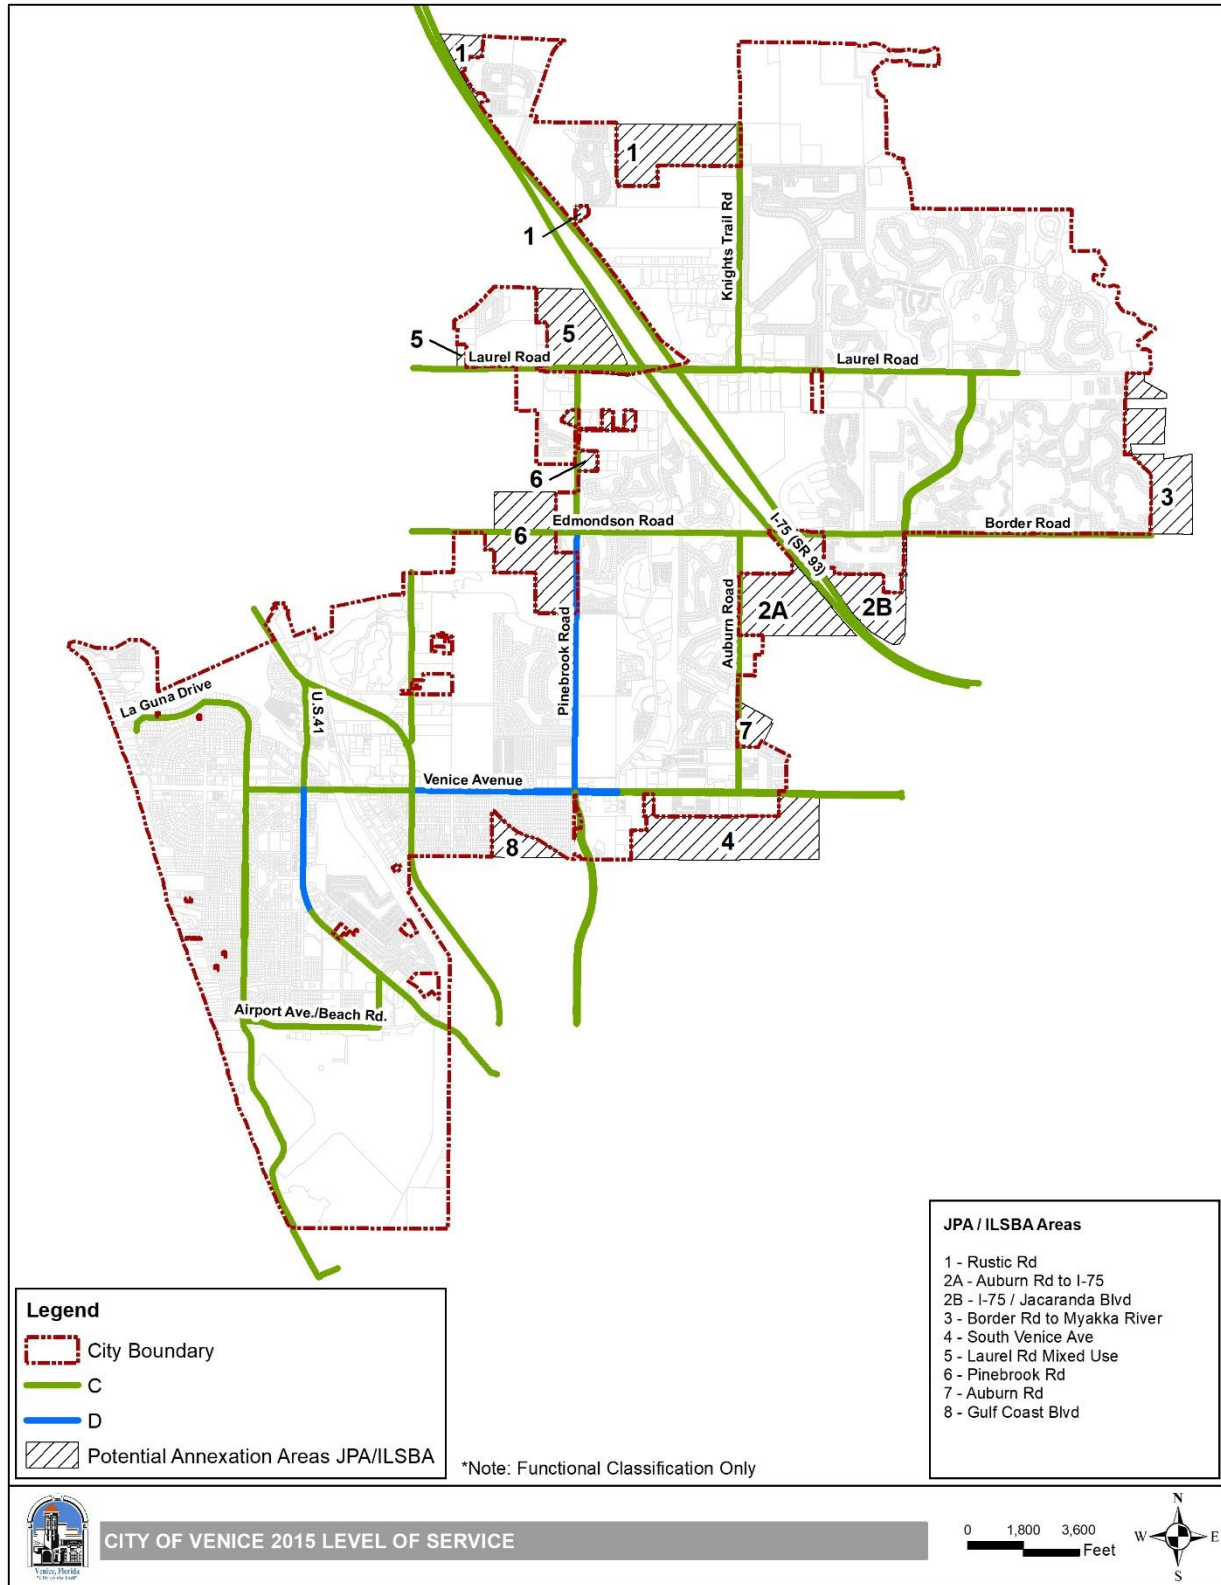 1
1
1
Knights Trail Rd
5
5
Laurel Road
Laurel Road
6
3
Edmondson Road
I-75 (SR 93)
Border Road
6
2A
2B
Auburn Road
Pinebrook Road
La Guna Drive
U.S.41
7
Venice Avenue
8
4
Airport Ave./Beach Rd.
JPA / ILSBA Areas
1 - Rustic Rd
2A - Auburn Rd to I-75
2B - I-75 / Jacaranda Blvd
3 - Border Rd to Myakka River
4 - South Venice Ave
5 - Laurel Rd Mixed Use
6 - Pinebrook Rd
7 - Auburn Rd
8 - Gulf Coast Blvd
Legend
City Boundary
C
D
Potential Annexation Areas JPA/ILSBA
*Note: Functional Classification Only
Venice, Florida
"City on the Gulf"
CITY OF VENICE 2015 LEVEL OF SERVICE
0 1,800 3,600
Feet
N
W E
S